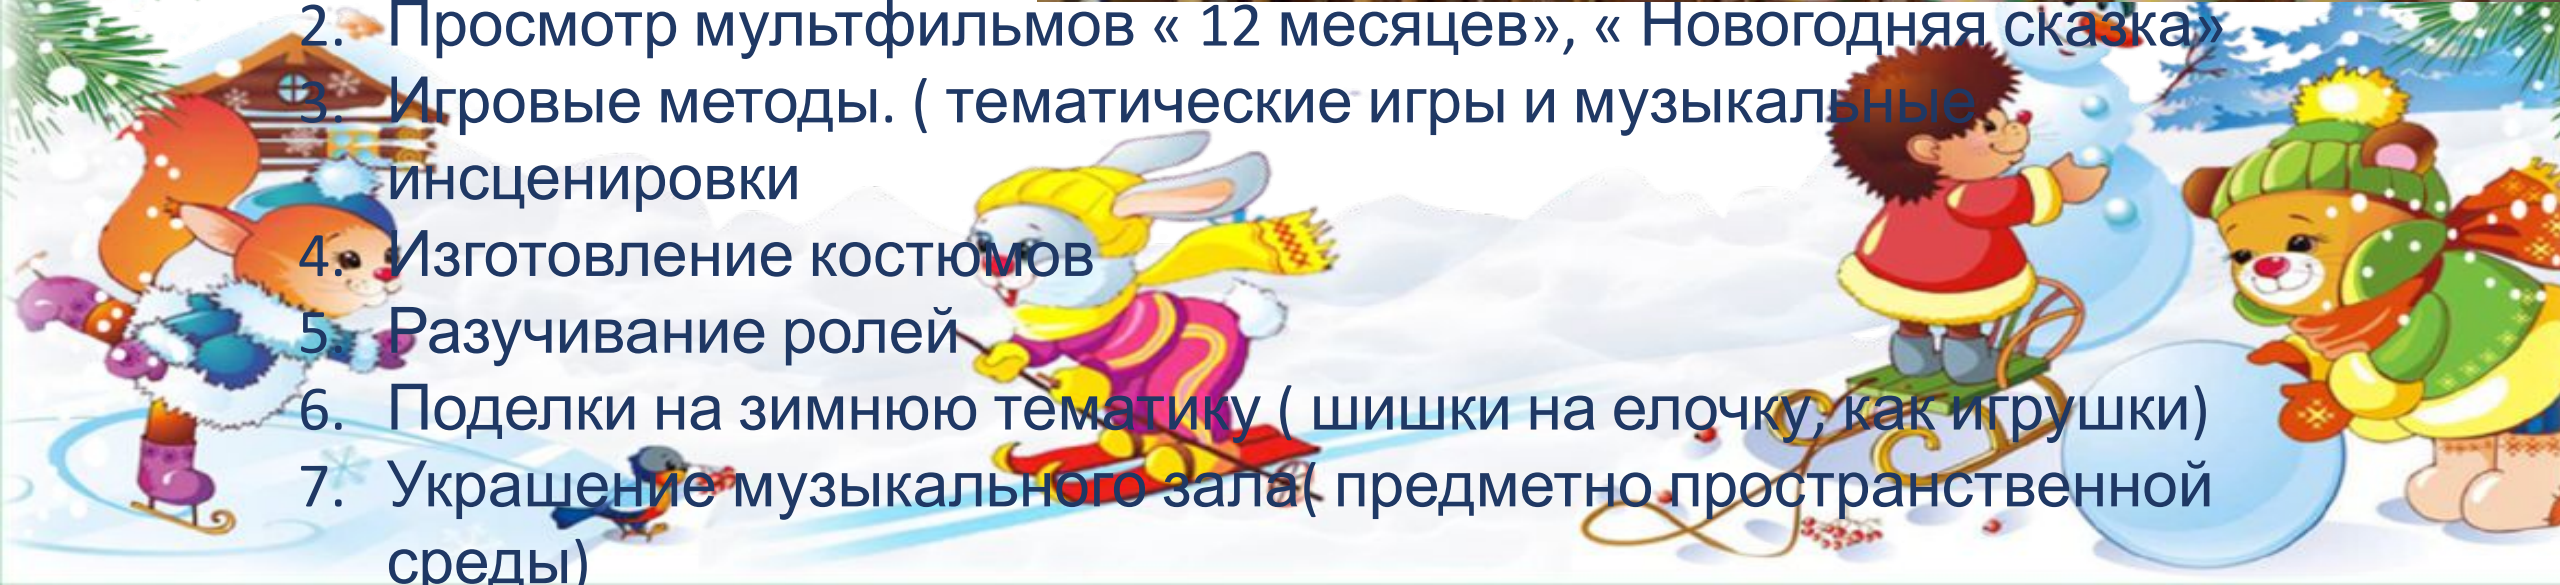 2. Просмотр мультфильмов « 12 месяцев», « Новогодняя сказка»
3. Игровые методы. ( тематические игры и музыкальные
инсценировки
4. Изготовление костюмов
5. Разучивание ролей
6. Поделки на зимнюю тематику ( шишки на елочку, как игрушки)
7. Украшение музыкального зала( предметно пространственной
среды)